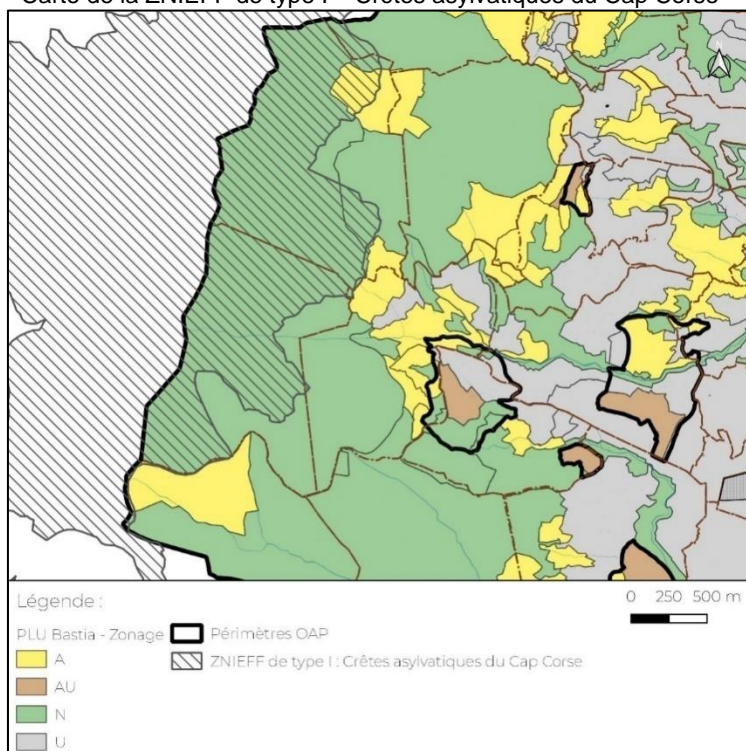 Carte de la ZNIEFF de type I – Crêtes asylvatiques du Cap Corse
N
Légende :
0 250 500 m
PLU Bastia - Zonage
Périmètres OAP
A
ZNIEFF de type I : Crêtes asylvatiques du Cap Corse
AU
N
U